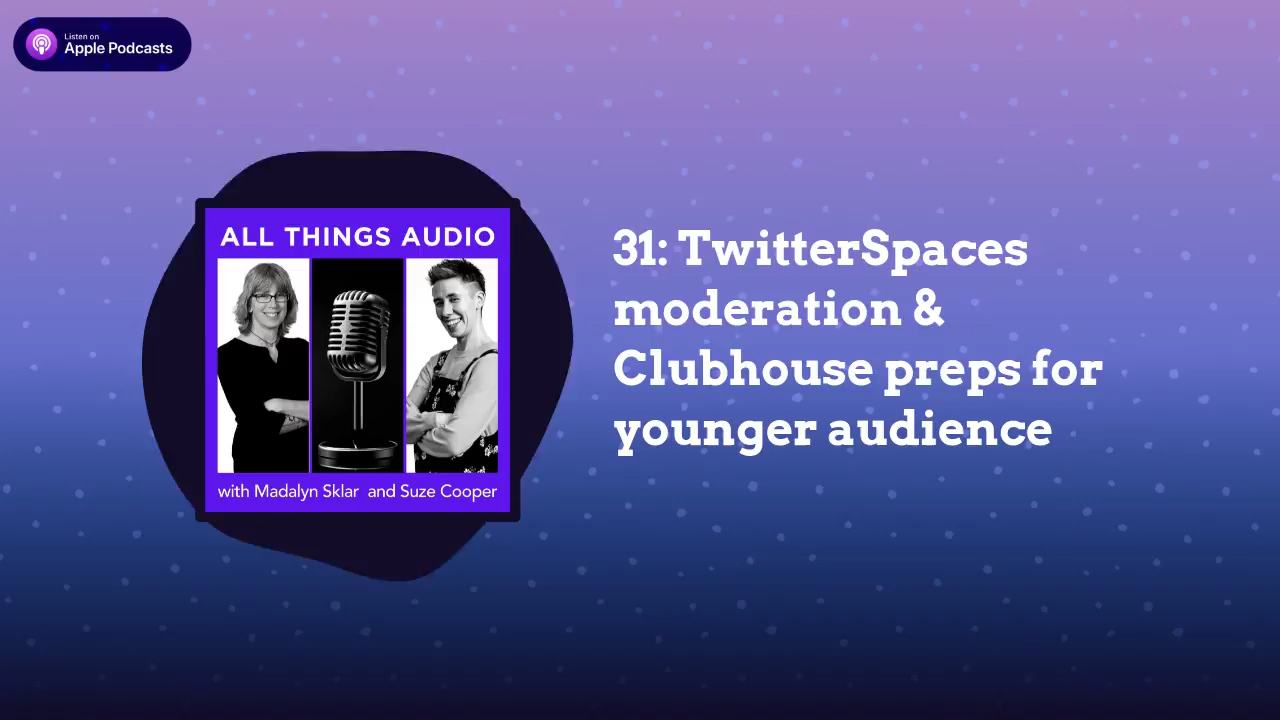 Listen on
Apple Podcasts
ALL THINGS AUDIO
with Madalyn Sklar and Suze Cooper
31: TwitterSpaces
moderation &
Clubhouse preps for
younger audience